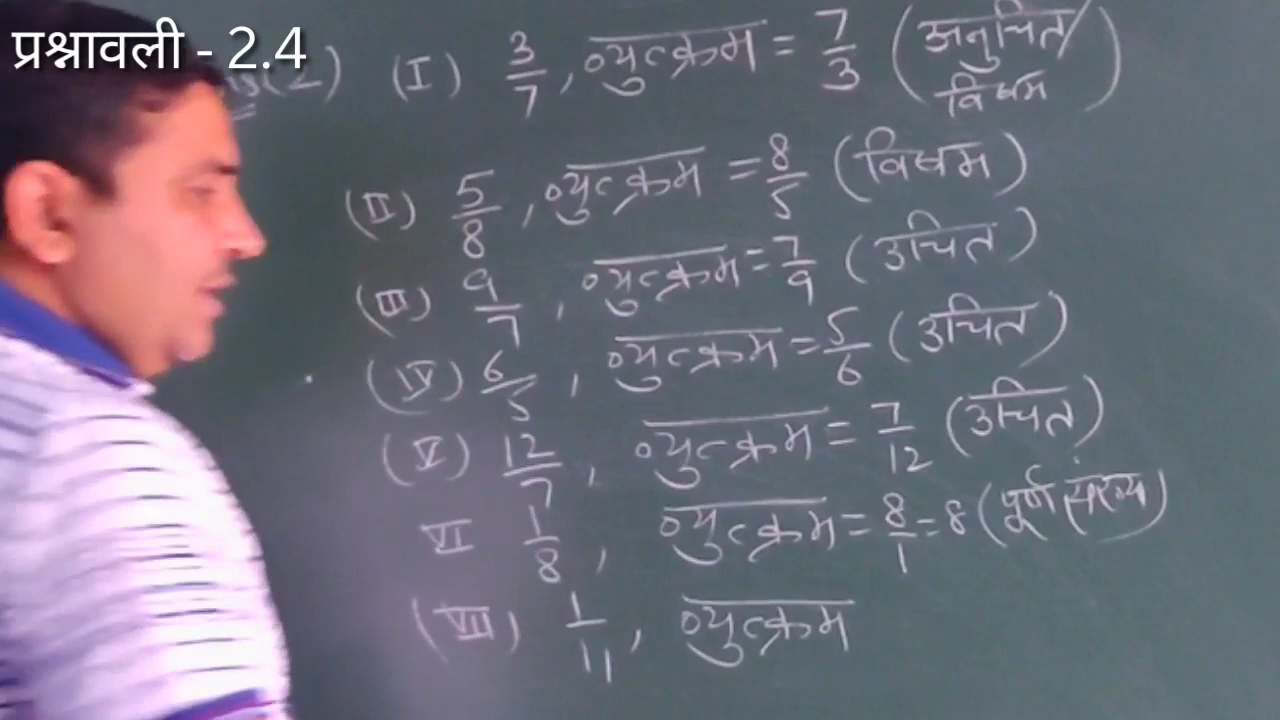 प्रश्नावली - 2.4
(2) (I) 3/7, व्युत्क्रम = 7/3 (अनुचित/
विषम)
(II) 5/8, व्युत्क्रम = 8/5 (विषम)
(III) 9/7, व्युत्क्रम = 7/9 (उचित)
(IV) 6/5, व्युत्क्रम = 5/6 (उचित)
(V) 12/7, व्युत्क्रम = 7/12 (उचित)
VI 1/8, व्युत्क्रम = 8/1 = 8 (पूर्ण संख्या)
(VII) 1/11, व्युत्क्रम